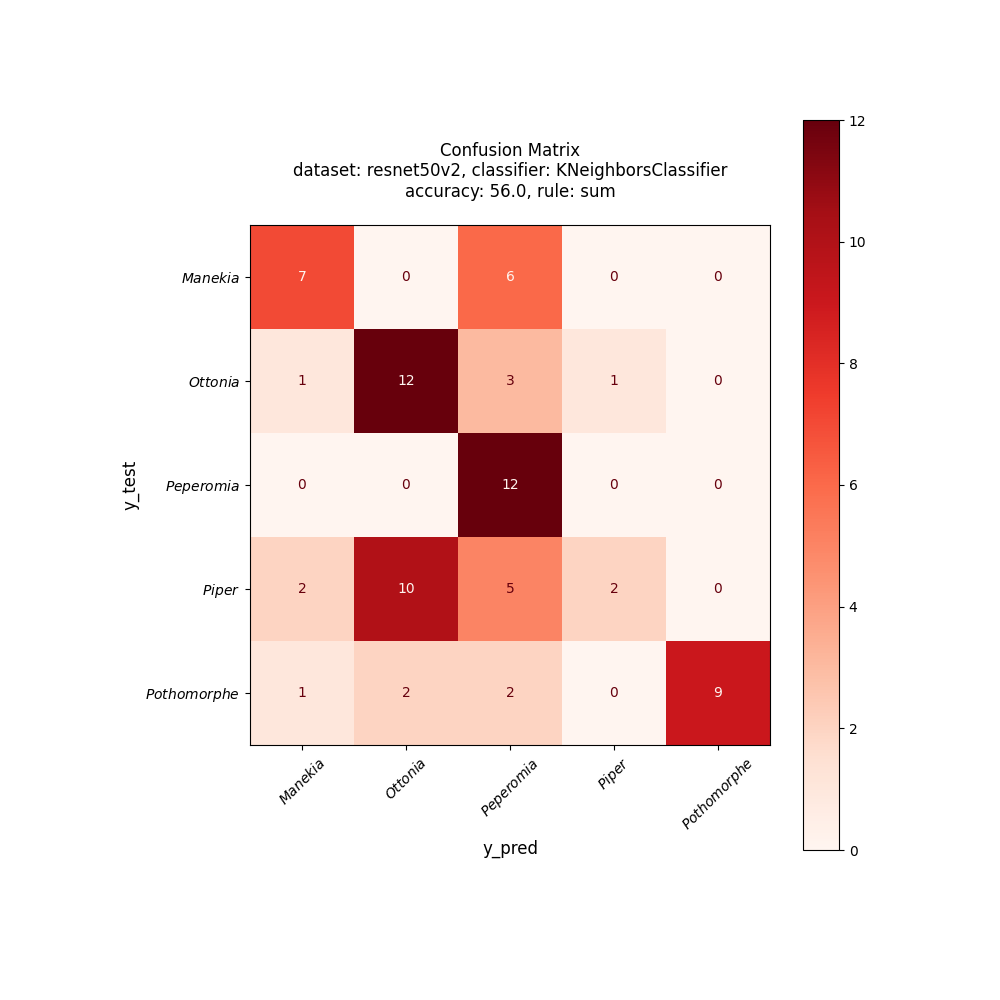 Confusion Matrix
dataset: resnet50v2, classifier: KNeighborsClassifier
accuracy: 56.0, rule: sum
Manekia 7 0 6 0 0
Ottonia 1 12 3 1 0
Peperomia 0 0 12 0 0
Piper 2 10 5 2 0
Pothomorphe 1 2 2 0 9
Manekia Ottonia Peperomia Piper Pothomorphe
y_test
y_pred
12
10
8
6
4
2
0